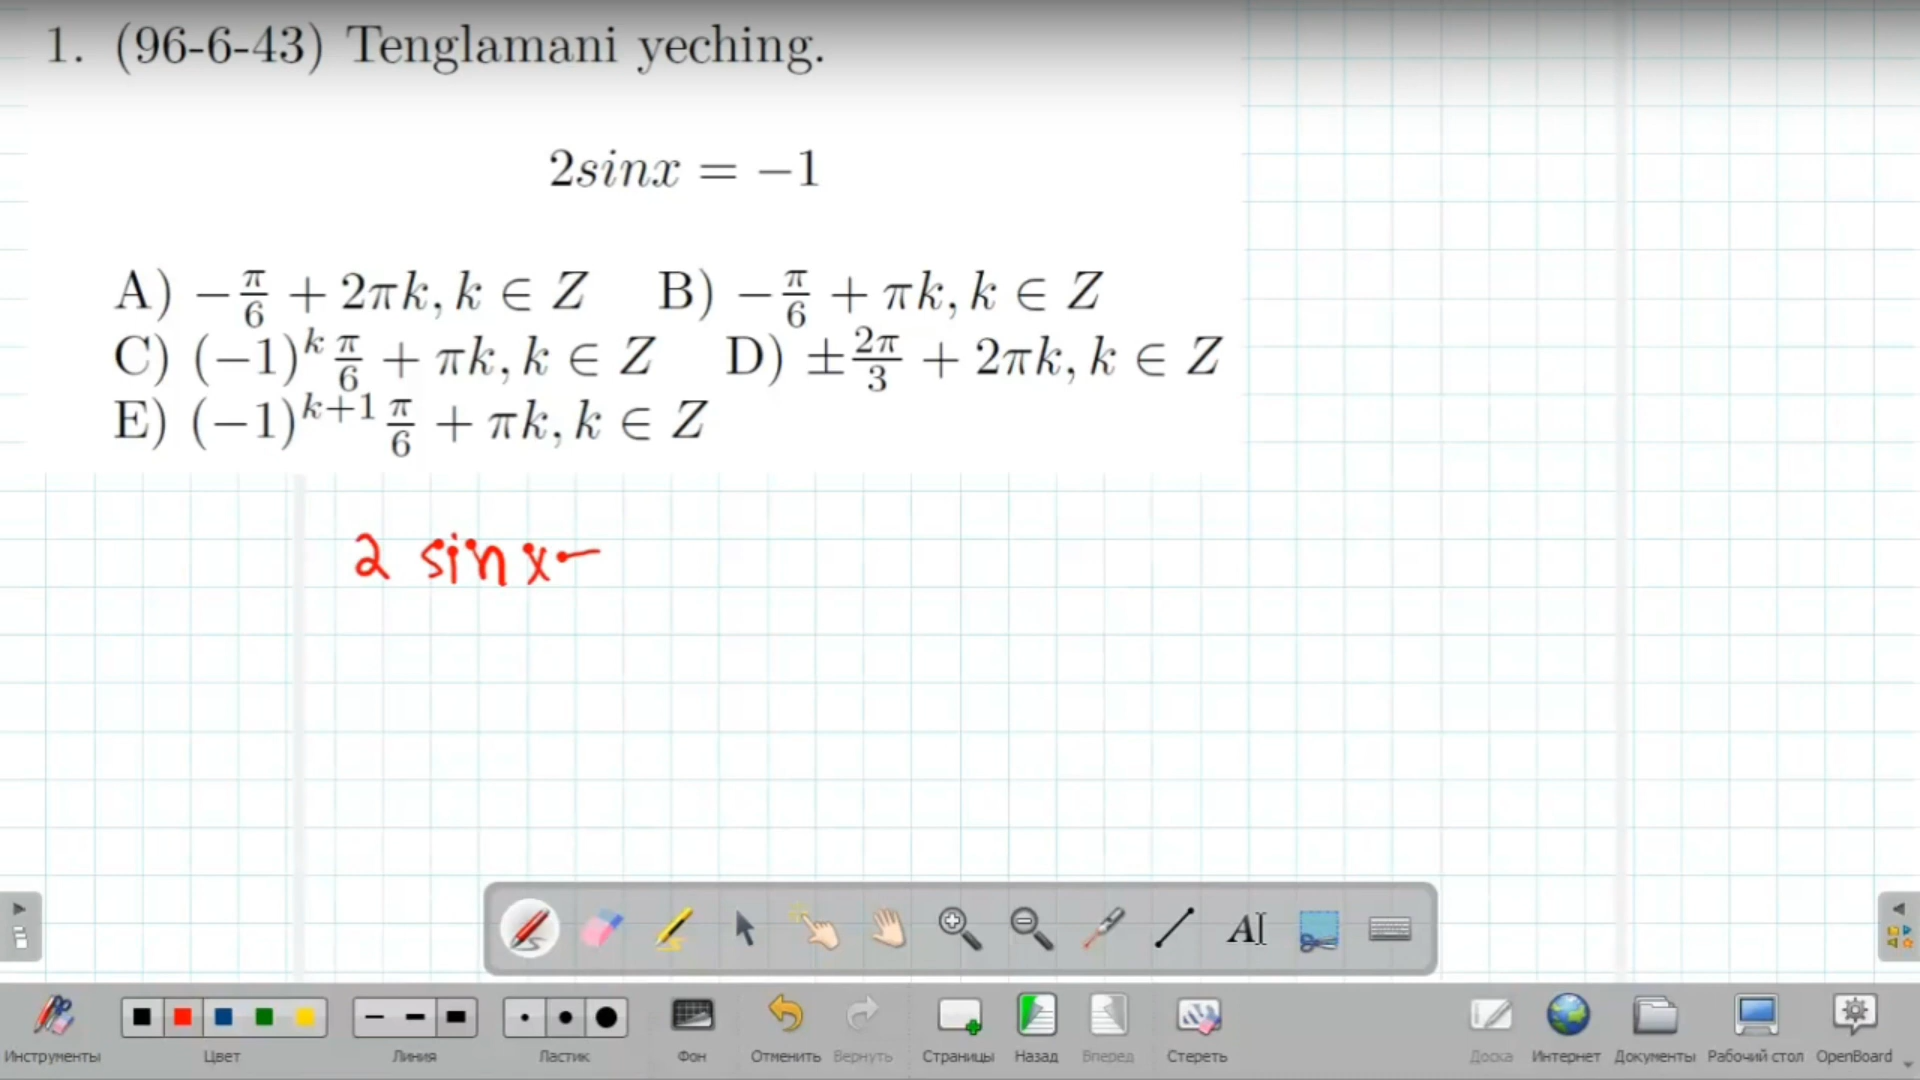 1. (96-6-43) Tenglamani yeching.
2sinx = −1
A) −π/6 + 2πk, k ∈ Z B) −π/6 + πk, k ∈ Z
C) (−1)^k π/6 + πk, k ∈ Z D) ±2π/3 + 2πk, k ∈ Z
E) (−1)^{k+1} π/6 + πk, k ∈ Z
2 sin x −
AI
Инструменты Цвет Линия Ластик Фон Отменить Вернуть Страницы Назад Вперед Стереть Доска Интернет Документы Рабочий стол OpenBoard